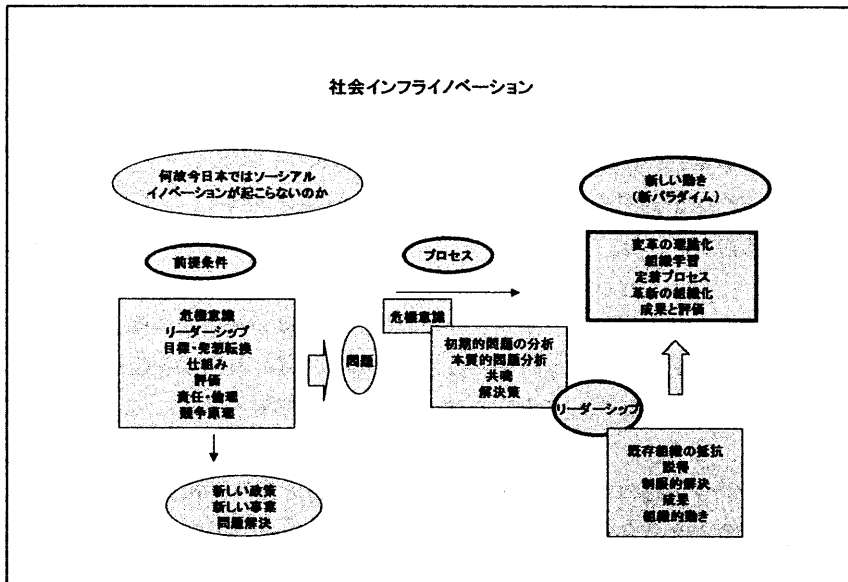 社会インフライノベーション
何故今日本ではソーシアル
イノベーションが起こらないのか
新しい動き
(新パラダイム)
前提条件
プロセス
変革の理論化
組織学習
定着プロセス
革新の組織化
成果と評価
危機意識
リーダーシップ
目標・発想転換
仕組み
評価
責任・倫理
競争原理
問題
危機意識
初期的問題の分析
本質的問題分析
共鳴
解決策
リーダーシップ
既存組織の抵抗
説得
制服的解決
成果
組織的動き
新しい政策
新しい事業
問題解決